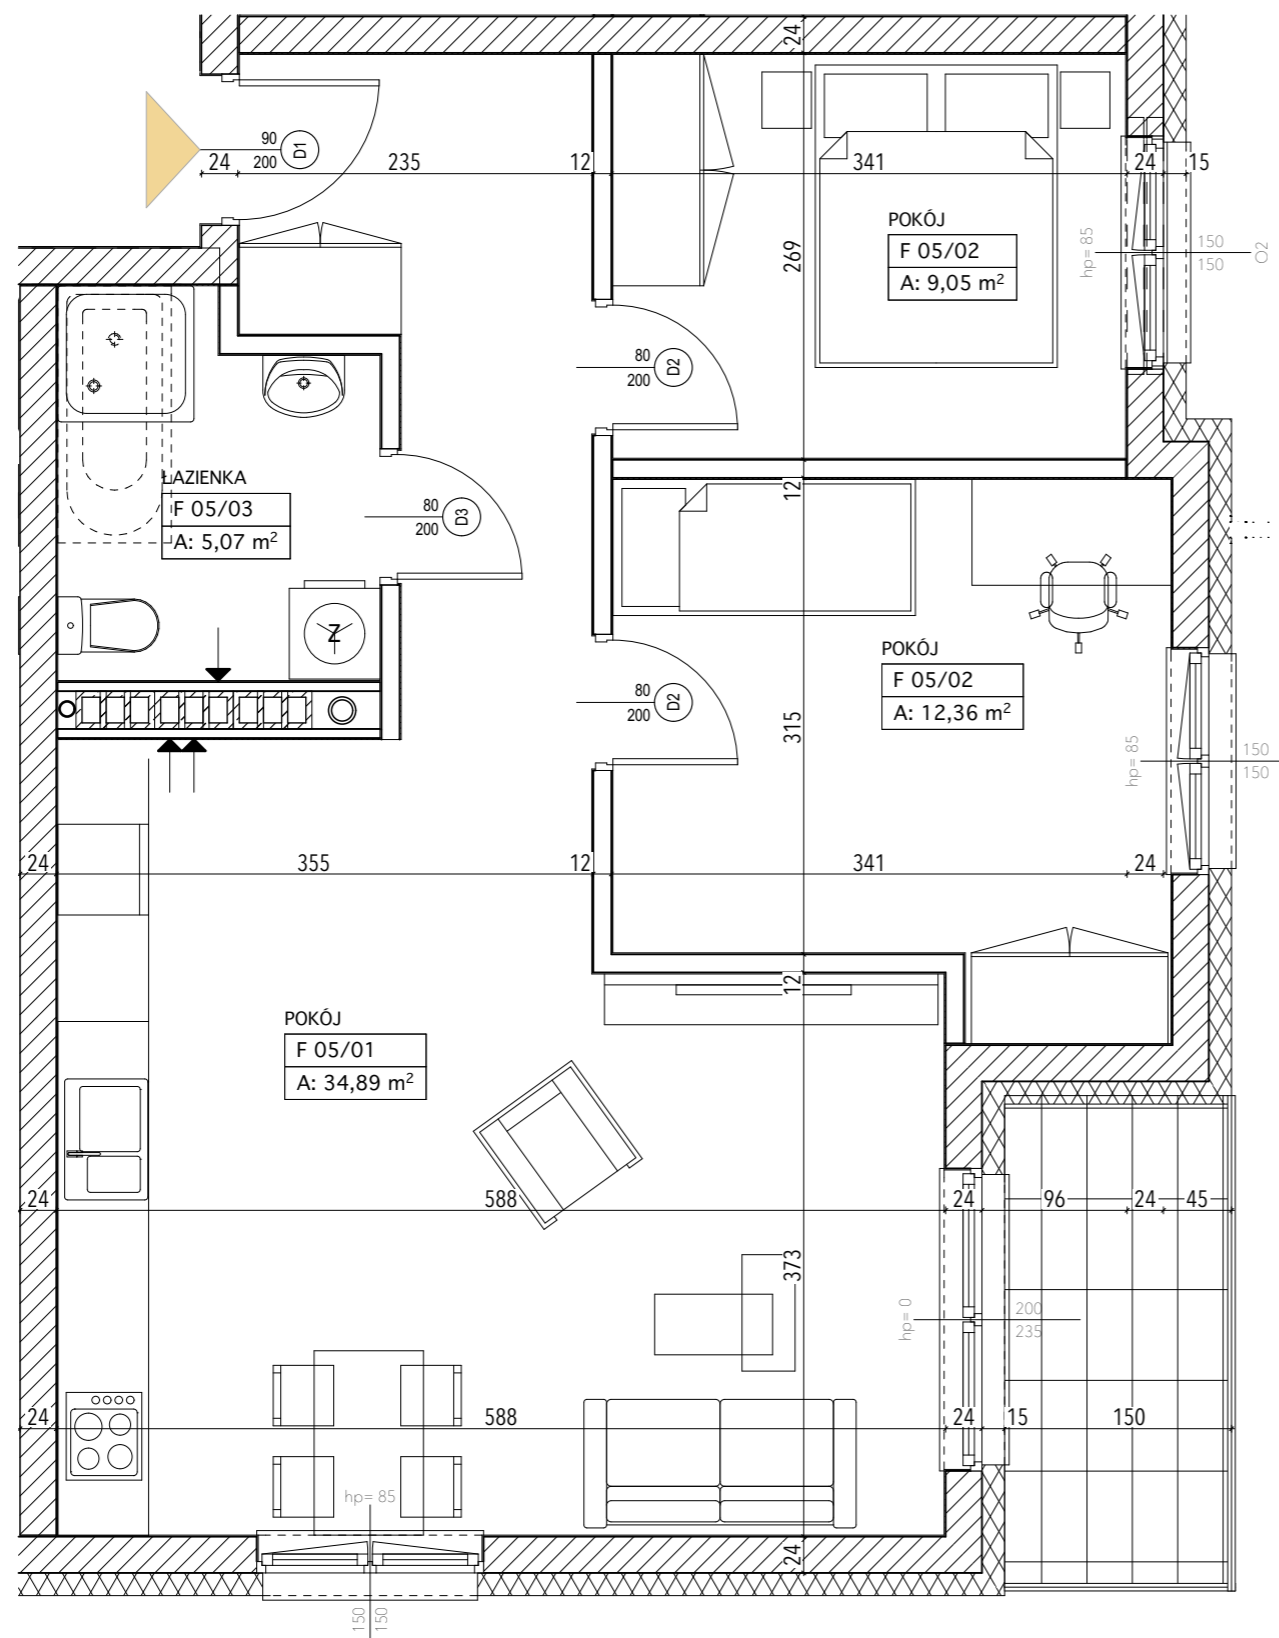 24
90
200
D1
24
235
12
341
24
15
POKÓJ
F 05/02
A: 9,05 m²
269
hp= 85
150
150
O2
80
200
D2
ŁAZIENKA
F 05/03
A: 5,07 m²
80
200
D3
12
Z
POKÓJ
F 05/02
A: 12,36 m²
80
200
D2
315
hp= 85
150
150
24
355
12
341
24
12
POKÓJ
F 05/01
A: 34,89 m²
24
588
24
96
24
45
373
hp= 0
200
235
24
588
24
15
150
hp= 85
24
150
150